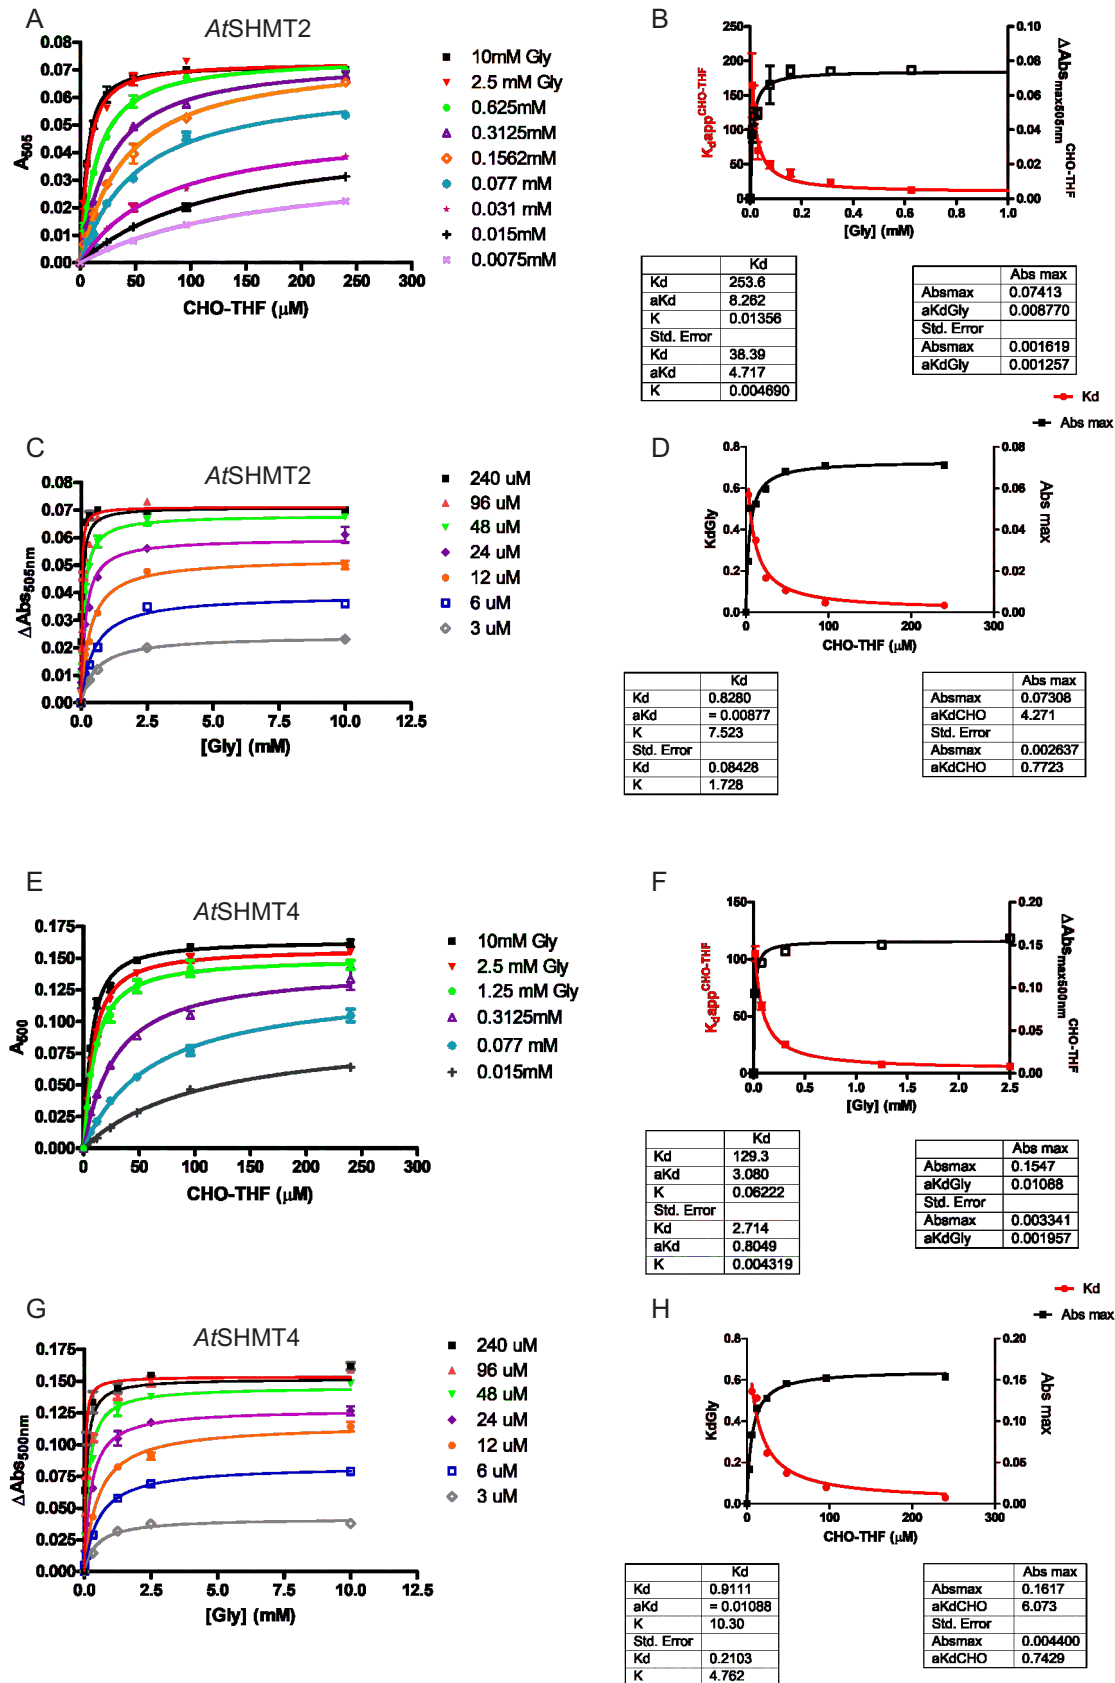 A
AtSHMT2
0.08
0.07
0.06
0.05
0.04
0.03
0.02
0.01
0.00
A505
0 50 100 150 200 250 300
CHO-THF (µM)
10mM Gly
2.5 mM Gly
0.625mM
0.3125mM
0.1562mM
0.077 mM
0.031 mM
0.015mM
0.0075mM
B
250
200
150
100
50
0
KdappCHO-THF
0.10
0.08
0.06
0.04
0.02
0.00
ΔAbsmax505nmCHO-THF
0.0 0.2 0.4 0.6 0.8 1.0
[Gly] (mM)
Kd
Kd 253.6
aKd 8.262
K 0.01356
Std. Error
Kd 38.39
aKd 4.717
K 0.004690
Abs max
Absmax 0.07413
aKdGly 0.008770
Std. Error
Absmax 0.001619
aKdGly 0.001257
C
AtSHMT2
0.08
0.07
0.06
0.05
0.04
0.03
0.02
0.01
0.00
ΔAbs505nm
0.0 2.5 5.0 7.5 10.0 12.5
[Gly] (mM)
240 uM
96 uM
48 uM
24 uM
12 uM
6 uM
3 uM
Kd
Abs max
D
0.8
0.6
0.4
0.2
0.0
KdGly
0.08
0.06
0.04
0.02
0.00
Abs max
0 100 200 300
CHO-THF (µM)
Kd
Kd 0.8280
aKd = 0.00877
K 7.523
Std. Error
Kd 0.08428
K 1.728
Abs max
Absmax 0.07308
aKdCHO 4.271
Std. Error
Absmax 0.002637
aKdCHO 0.7723
E
AtSHMT4
0.175
0.150
0.125
0.100
0.075
0.050
0.025
0.000
A500
0 50 100 150 200 250 300
CHO-THF (µM)
10mM Gly
2.5 mM Gly
1.25 mM Gly
0.3125mM
0.077 mM
0.015mM
F
150
100
50
0
KdappCHO-THF
0.20
0.15
0.10
0.05
0.00
ΔAbsmax500nmCHO-THF
0.0 0.5 1.0 1.5 2.0 2.5
[Gly] (mM)
Kd
Kd 129.3
aKd 3.080
K 0.06222
Std. Error
Kd 2.714
aKd 0.8049
K 0.004319
Abs max
Absmax 0.1547
aKdGly 0.01088
Std. Error
Absmax 0.003341
aKdGly 0.001957
G
AtSHMT4
0.175
0.150
0.125
0.100
0.075
0.050
0.025
0.000
ΔAbs500nm
0.0 2.5 5.0 7.5 10.0 12.5
[Gly] (mM)
240 uM
96 uM
48 uM
24 uM
12 uM
6 uM
3 uM
Kd
Abs max
H
0.8
0.6
0.4
0.2
0.0
KdGly
0.20
0.15
0.10
0.05
0.00
Abs max
0 100 200 300
CHO-THF (µM)
Kd
Kd 0.9111
aKd = 0.01088
K 10.30
Std. Error
Kd 0.2103
K 4.762
Abs max
Absmax 0.1617
aKdCHO 6.073
Std. Error
Absmax 0.004400
aKdCHO 0.7429